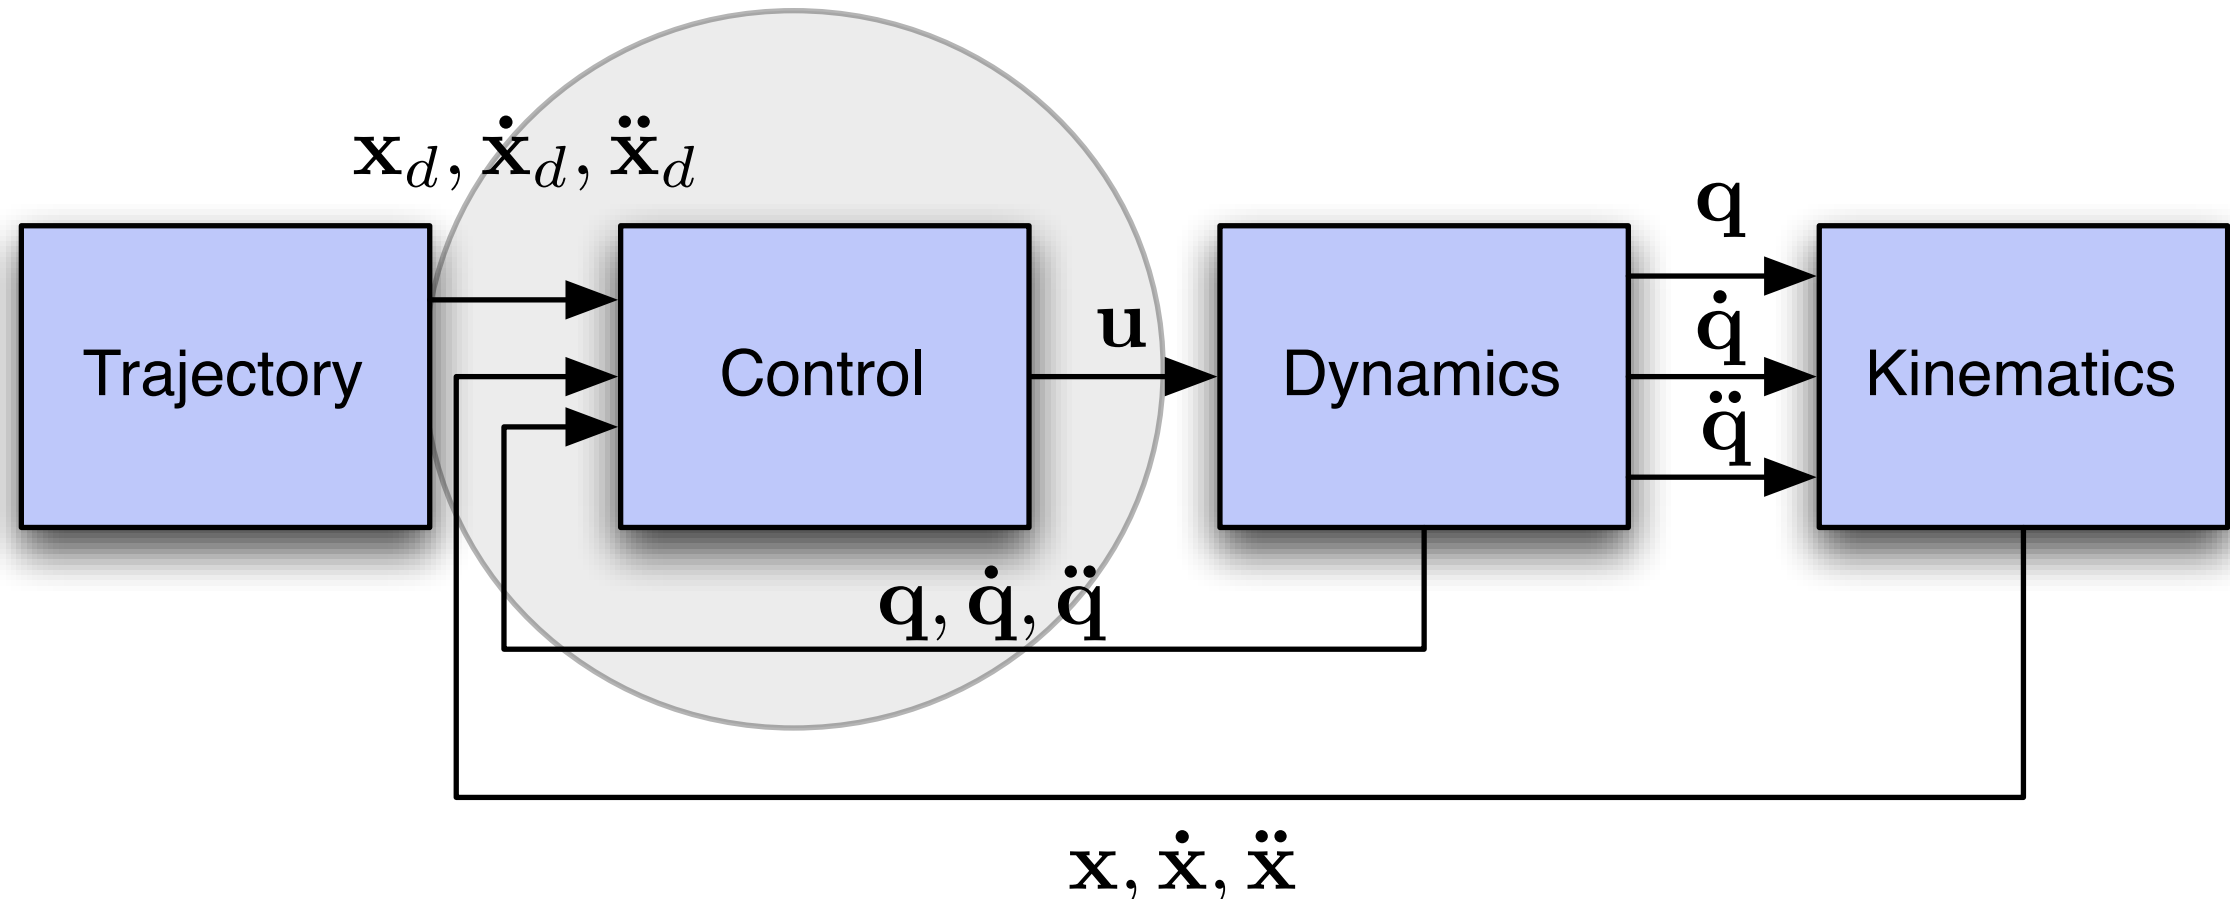 𝐱_d, 𝐱̇_d, 𝐱̈_d
Trajectory
Control
𝐮
Dynamics
𝐪
𝐪̇
𝐪̈
Kinematics
𝐪, 𝐪̇, 𝐪̈
𝐱, 𝐱̇, 𝐱̈